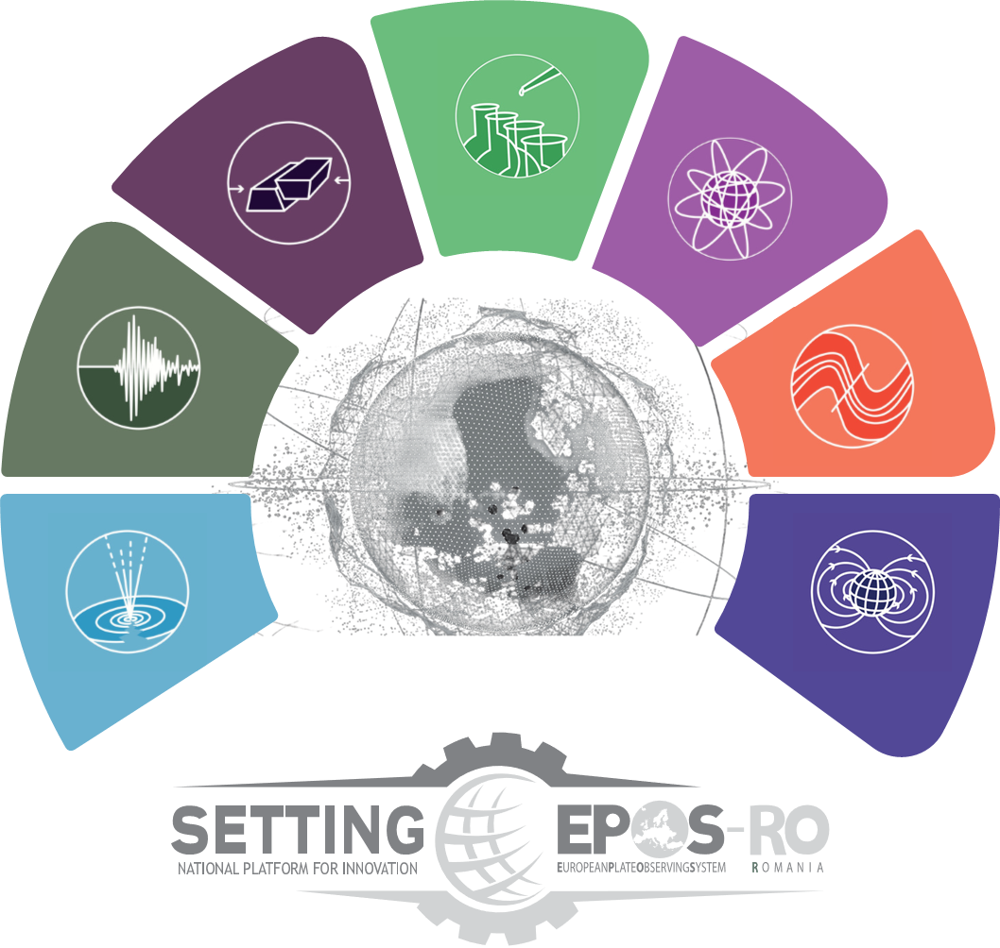 SETTING EPOS-RO
NATIONAL PLATFORM FOR INNOVATION EUROPEANPLATEOBSERVINGSYSTEM ROMANIA